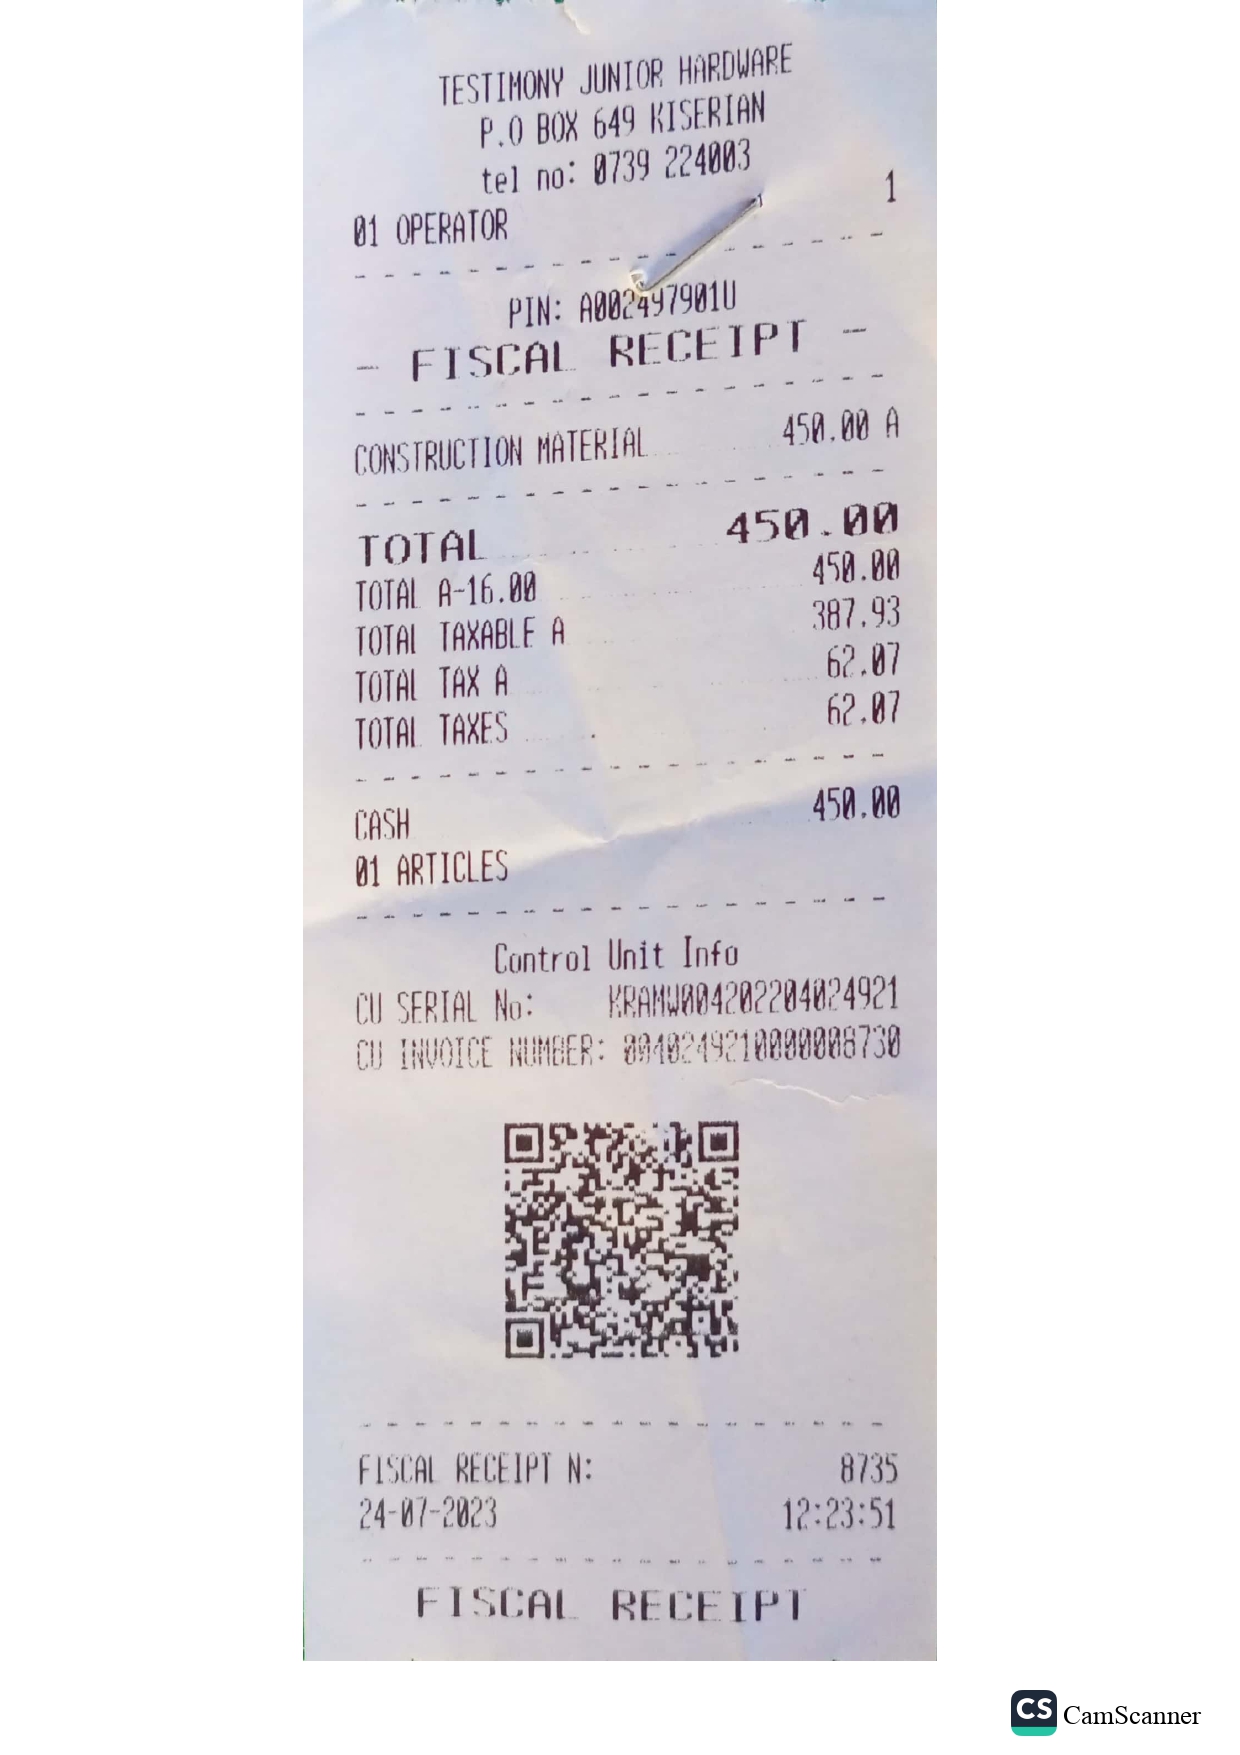 TESTIMONY JUNIOR HARDWARE
P.O BOX 649 KISERIAN
tel no: 0739 224003
01 OPERATOR 1
PIN: A002497901U
- FISCAL RECEIPT -
CONSTRUCTION MATERIAL 450.00 A
TOTAL 450.00
TOTAL A-16.00 450.00
TOTAL TAXABLE A 387.93
TOTAL TAX A 62.07
TOTAL TAXES 62.07
CASH 450.00
01 ARTICLES
Control Unit Info
CU SERIAL No: KRAMW004202204024921
CU INVOICE NUMBER: 0040249210000008730
FISCAL RECEIPT N: 8735
24-07-2023 12:23:51
FISCAL RECEIPT
CS CamScanner